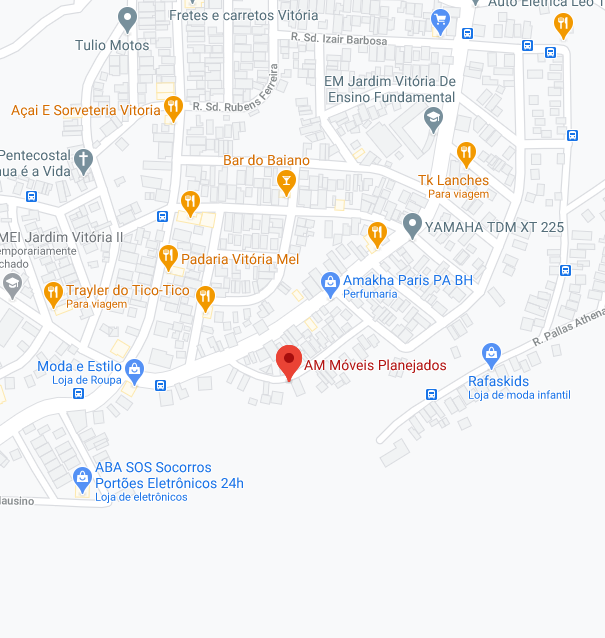 Auto Elétrica Leo T
Fretes e carretos Vitória
Tulio Motos
R. Sd. Izair Barbosa
EM Jardim Vitória De
Ensino Fundamental
R. Sd. Rubens Ferreira
Açai E Sorveteria Vitoria
Pentecostal
nua é a Vida
Bar do Baiano
Tk Lanches
Para viagem
YAMAHA TDM XT 225
MEI Jardim Vitória II
emporariamente
chado
Padaria Vitória Mel
Amakha Paris PA BH
Perfumaria
Trayler do Tico-Tico
Para viagem
R. Pallas Athena
Moda e Estilo
Loja de Roupa
AM Móveis Planejados
Rafaskids
Loja de moda infantil
ABA SOS Socorros
Portões Eletrônicos 24h
Loja de eletrônicos
lausino